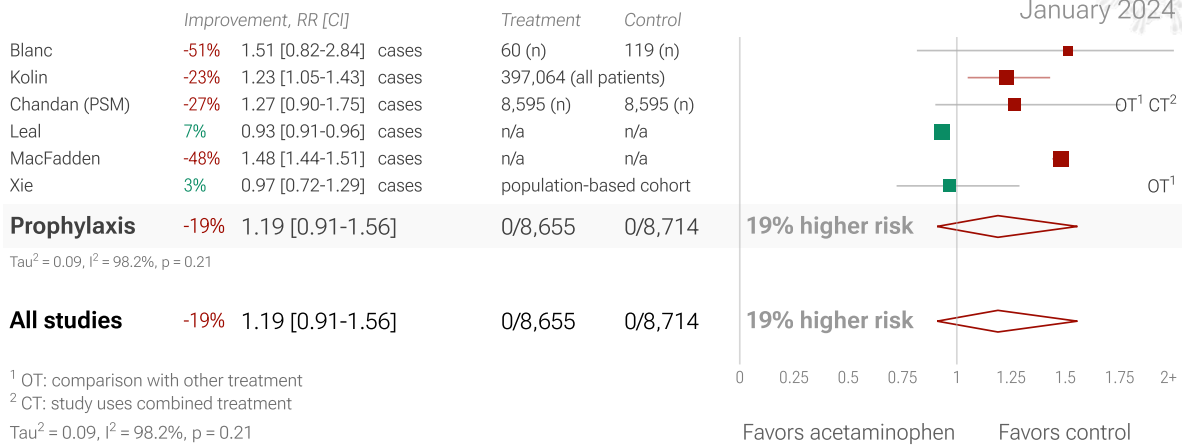 January 2024
Improvement, RR [CI] Treatment Control
Blanc -51% 1.51 [0.82-2.84] cases 60 (n) 119 (n)
Kolin -23% 1.23 [1.05-1.43] cases 397,064 (all patients)
Chandan (PSM) -27% 1.27 [0.90-1.75] cases 8,595 (n) 8,595 (n) OT¹ CT²
Leal 7% 0.93 [0.91-0.96] cases n/a n/a
MacFadden -48% 1.48 [1.44-1.51] cases n/a n/a
Xie 3% 0.97 [0.72-1.29] cases population-based cohort OT¹
Prophylaxis -19% 1.19 [0.91-1.56] 0/8,655 0/8,714 19% higher risk
Tau² = 0.09, I² = 98.2%, p = 0.21
All studies -19% 1.19 [0.91-1.56] 0/8,655 0/8,714 19% higher risk
0 0.25 0.5 0.75 1 1.25 1.5 1.75 2+
¹ OT: comparison with other treatment
² CT: study uses combined treatment
Tau² = 0.09, I² = 98.2%, p = 0.21 Favors acetaminophen Favors control